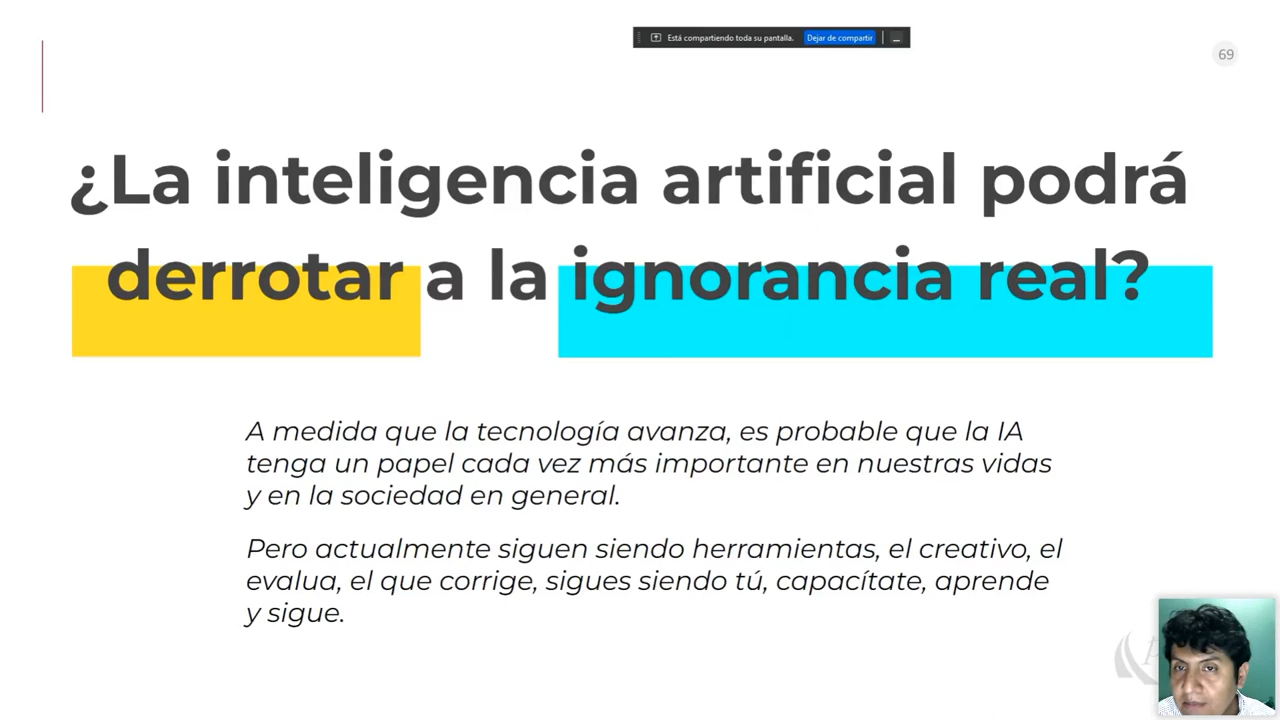 Está compartiendo toda su pantalla. Dejar de compartir
69
¿La inteligencia artificial podrá
derrotar a la ignorancia real?
A medida que la tecnología avanza, es probable que la IA
tenga un papel cada vez más importante en nuestras vidas
y en la sociedad en general.
Pero actualmente siguen siendo herramientas, el creativo, el
evalua, el que corrige, sigues siendo tú, capacítate, aprende
y sigue.